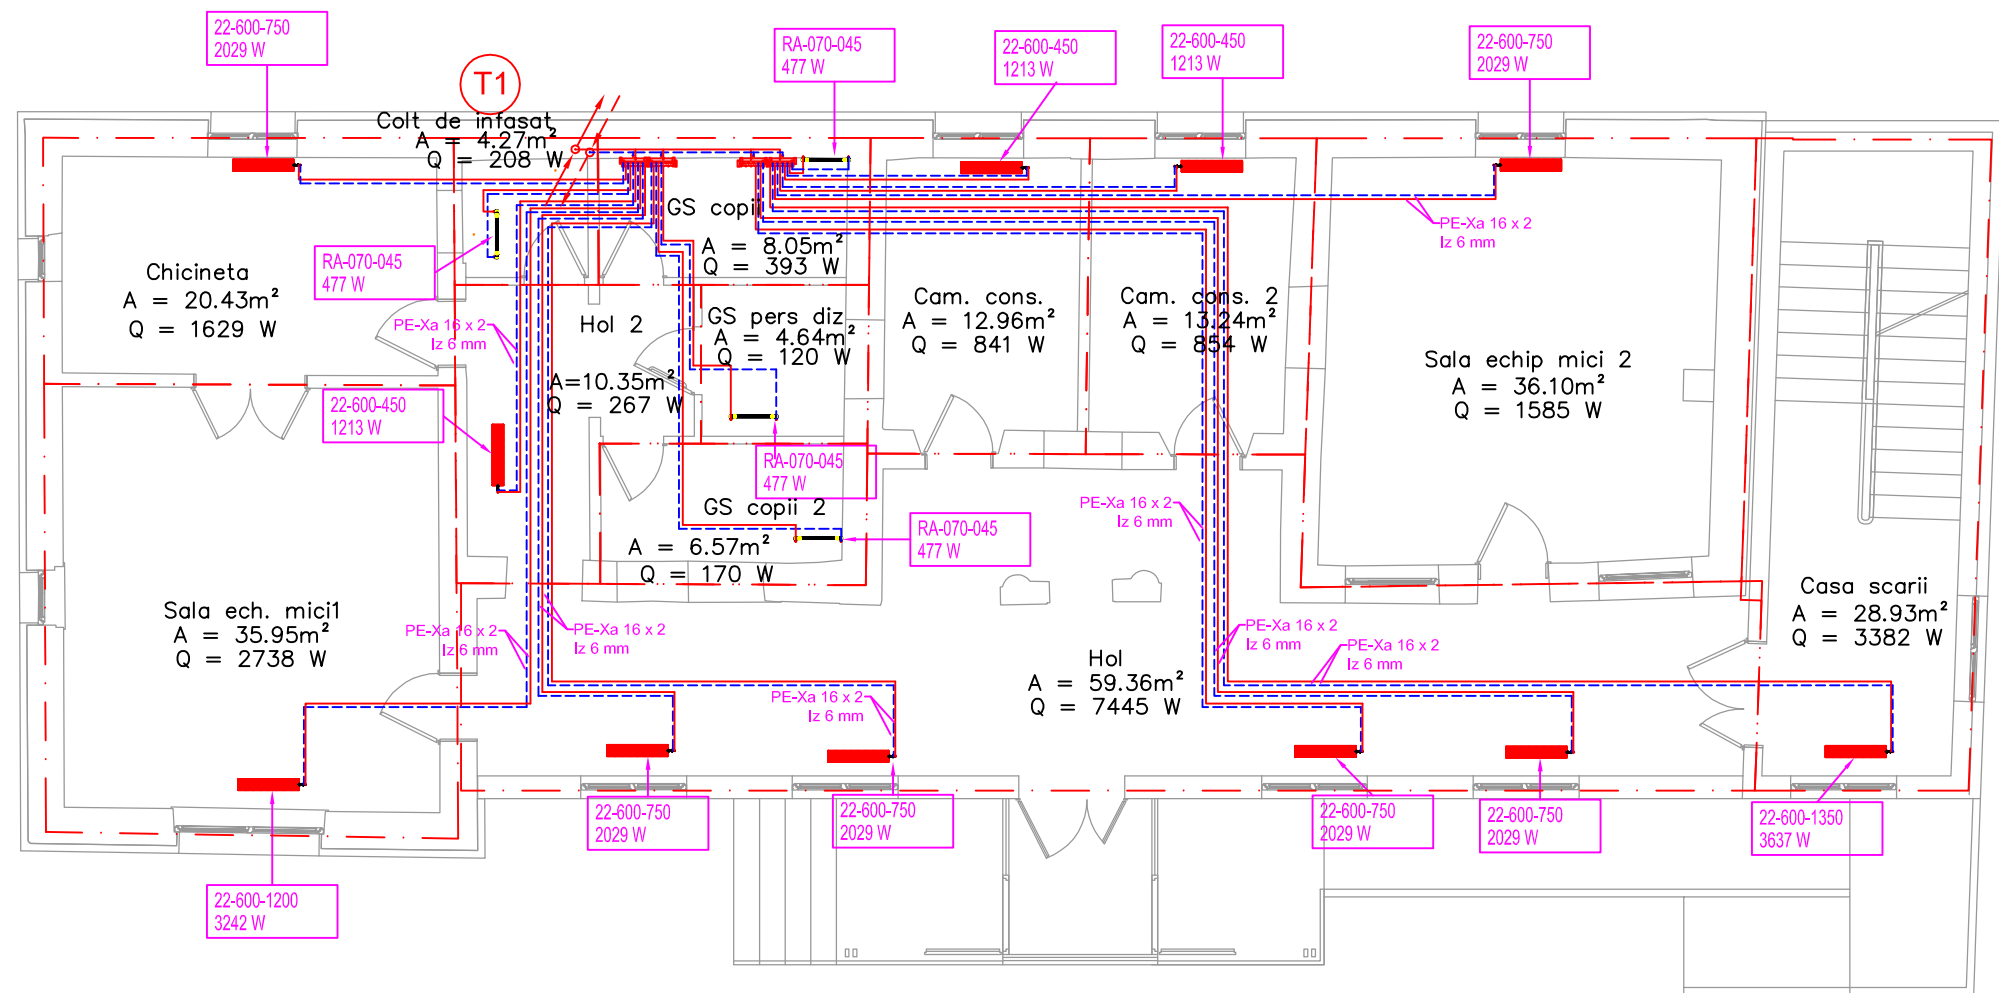 22-600-750
2029 W
T1
RA-070-045
477 W
22-600-450
1213 W
22-600-450
1213 W
22-600-750
2029 W
Colt de infasat
A = 4.27m²
Q = 208 W
GS copii
A = 8.05m²
Q = 393 W
PE-Xa 16 x 2
Iz 6 mm
RA-070-045
477 W
Chicineta
A = 20.43m²
Q = 1629 W
PE-Xa 16 x 2
Iz 6 mm
Hol 2
A=10.35m²
Q = 267 W
GS pers diz
A = 4.64m²
Q = 120 W
Cam. cons.
A = 12.96m²
Q = 841 W
Cam. cons. 2
A = 13.24m²
Q = 854 W
Sala echip mici 2
A = 36.10m²
Q = 1585 W
22-600-450
1213 W
RA-070-045
477 W
GS copii 2
A = 6.57m²
Q = 170 W
RA-070-045
477 W
PE-Xa 16 x 2
Iz 6 mm
Sala ech. mici1
A = 35.95m²
Q = 2738 W
PE-Xa 16 x 2
Iz 6 mm
PE-Xa 16 x 2
Iz 6 mm
PE-Xa 16 x 2
Iz 6 mm
Hol
A = 59.36m²
Q = 7445 W
PE-Xa 16 x 2
Iz 6 mm
PE-Xa 16 x 2
Iz 6 mm
Casa scarii
A = 28.93m²
Q = 3382 W
22-600-1200
3242 W
22-600-750
2029 W
22-600-750
2029 W
22-600-750
2029 W
22-600-750
2029 W
22-600-1350
3637 W